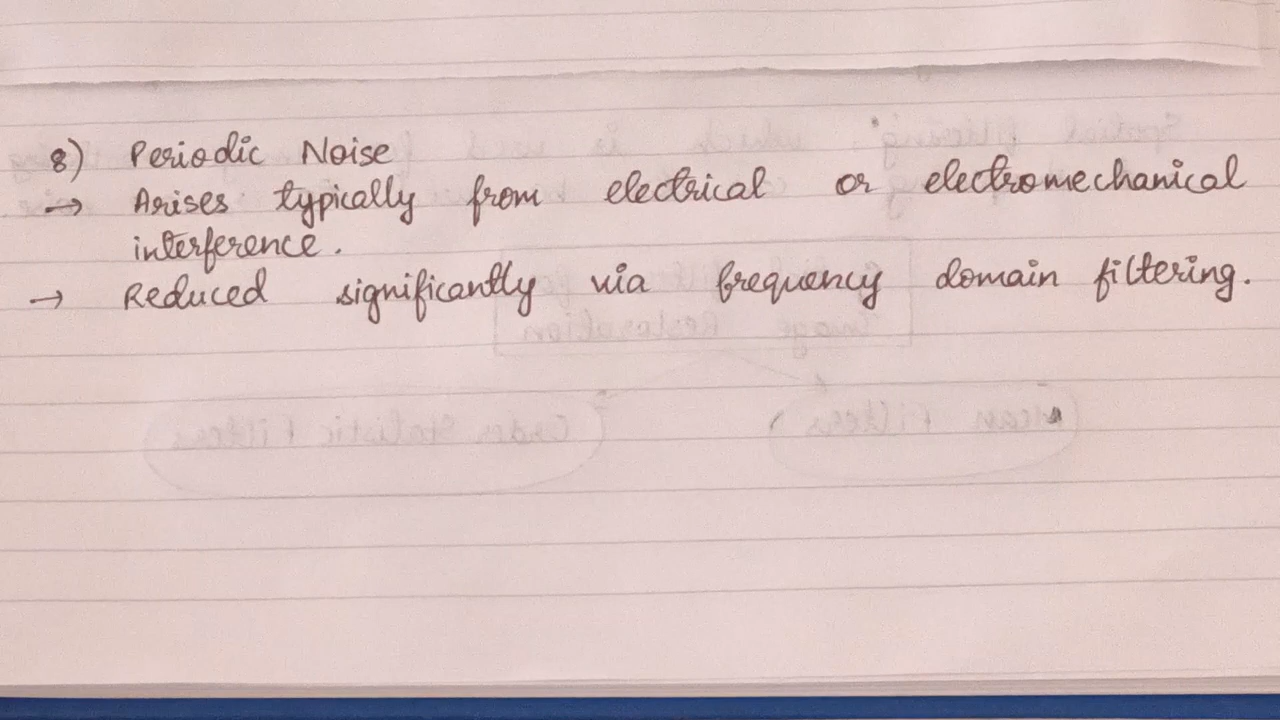 8) Periodic Noise
→ Arises typically from electrical or electromechanical
interference.
→ Reduced significantly via frequency domain filtering.